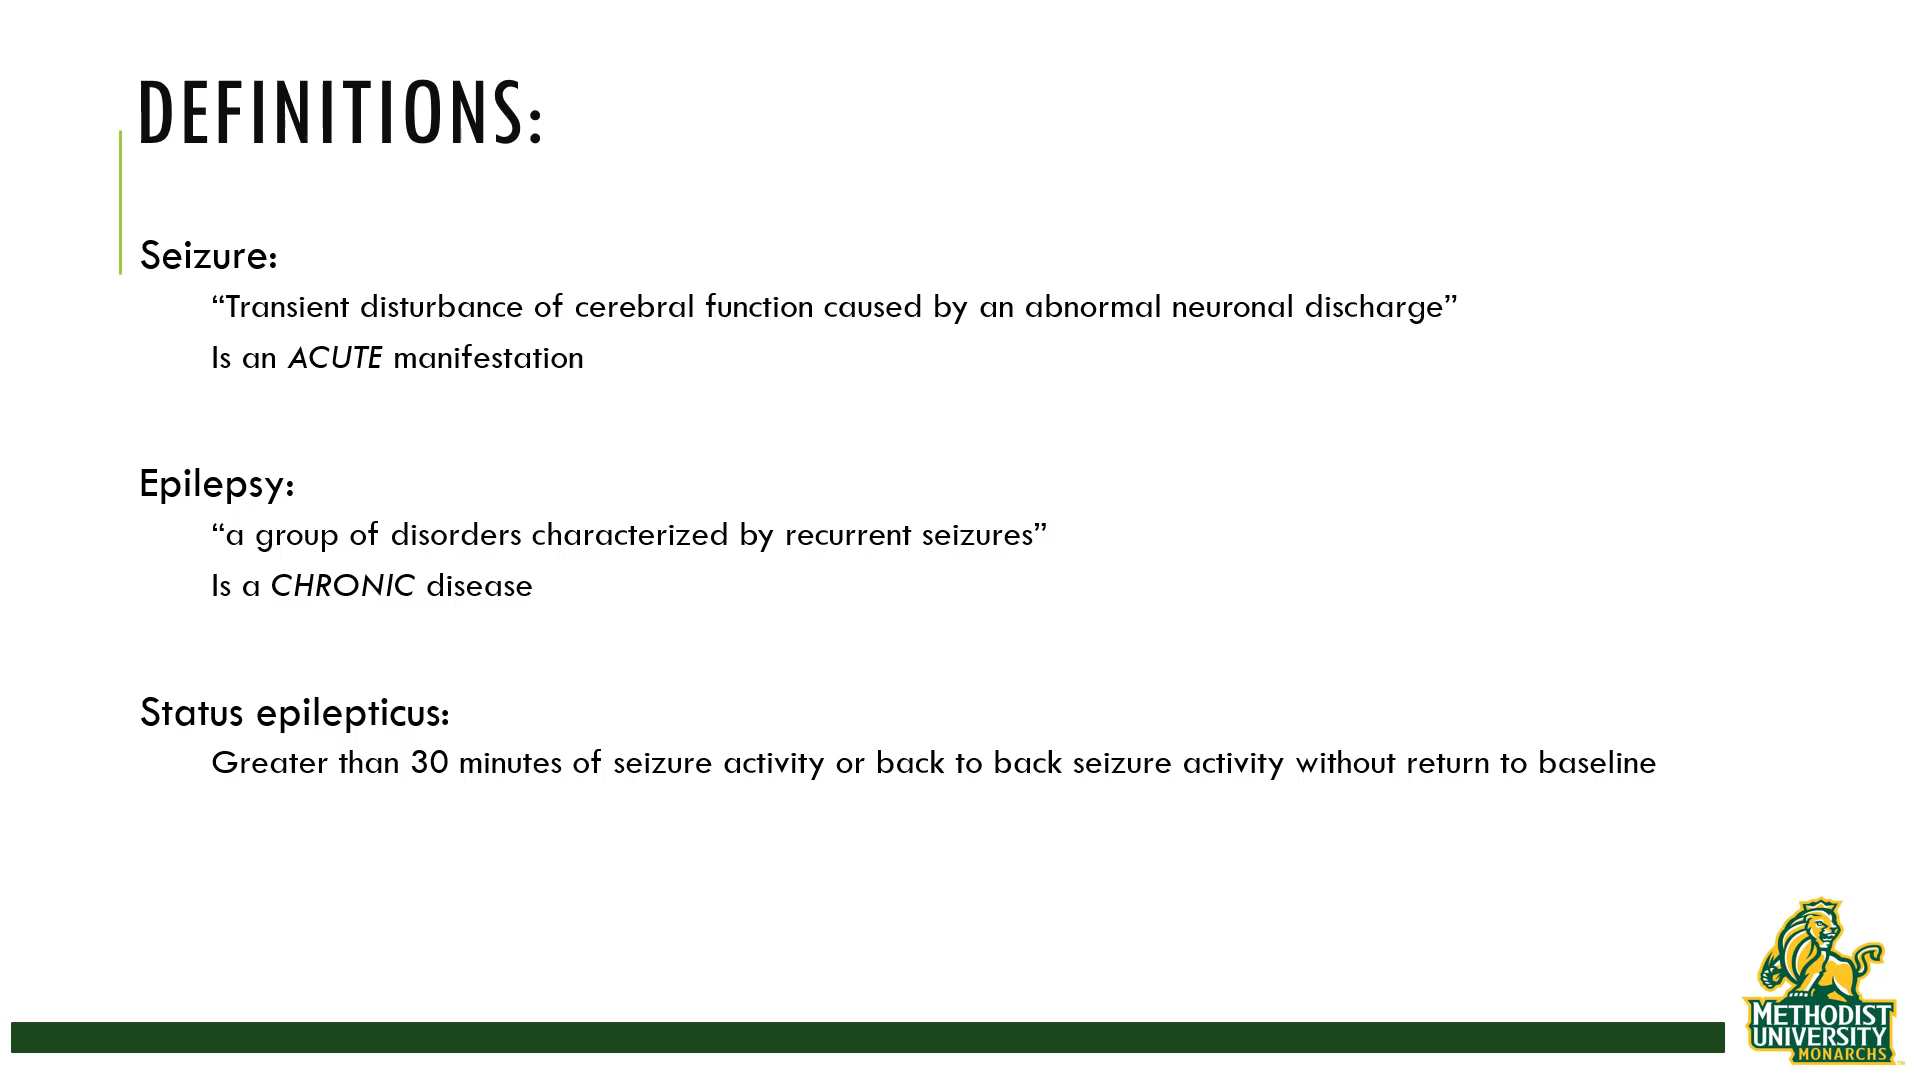 DEFINITIONS:
Seizure:
“Transient disturbance of cerebral function caused by an abnormal neuronal discharge”
Is an ACUTE manifestation
Epilepsy:
“a group of disorders characterized by recurrent seizures”
Is a CHRONIC disease
Status epilepticus:
Greater than 30 minutes of seizure activity or back to back seizure activity without return to baseline
METHODIST
UNIVERSITY
MONARCHS
™